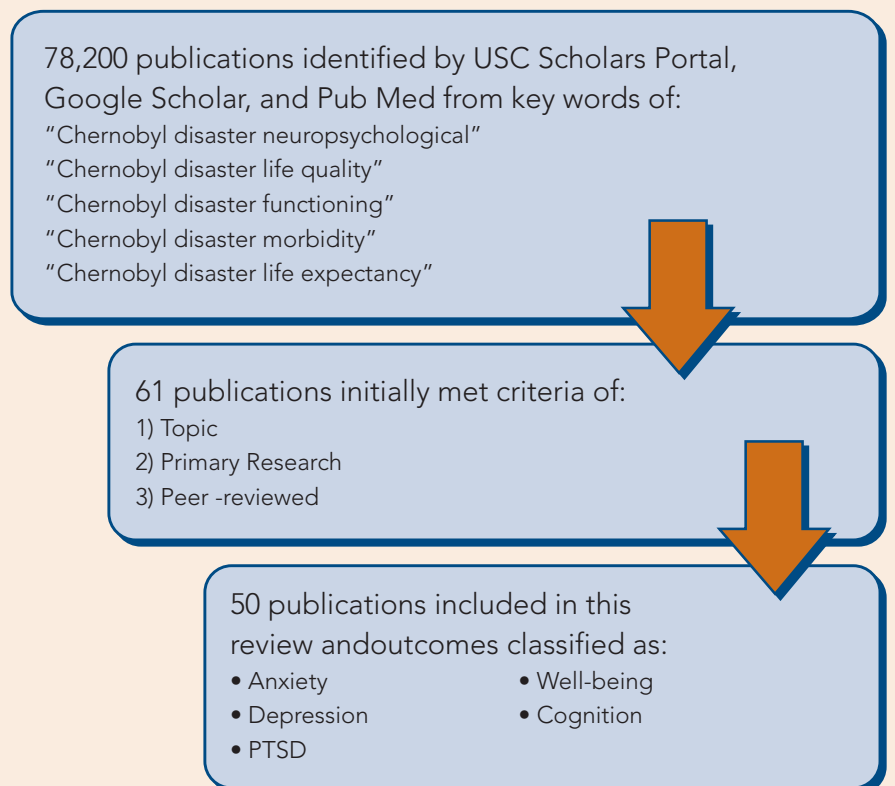 78,200 publications identified by USC Scholars Portal,
Google Scholar, and Pub Med from key words of:
“Chernobyl disaster neuropsychological”
“Chernobyl disaster life quality”
“Chernobyl disaster functioning”
“Chernobyl disaster morbidity”
“Chernobyl disaster life expectancy”
61 publications initially met criteria of:
1) Topic
2) Primary Research
3) Peer -reviewed
50 publications included in this
review andoutcomes classified as:
• Anxiety
• Depression
• PTSD
• Well-being
• Cognition